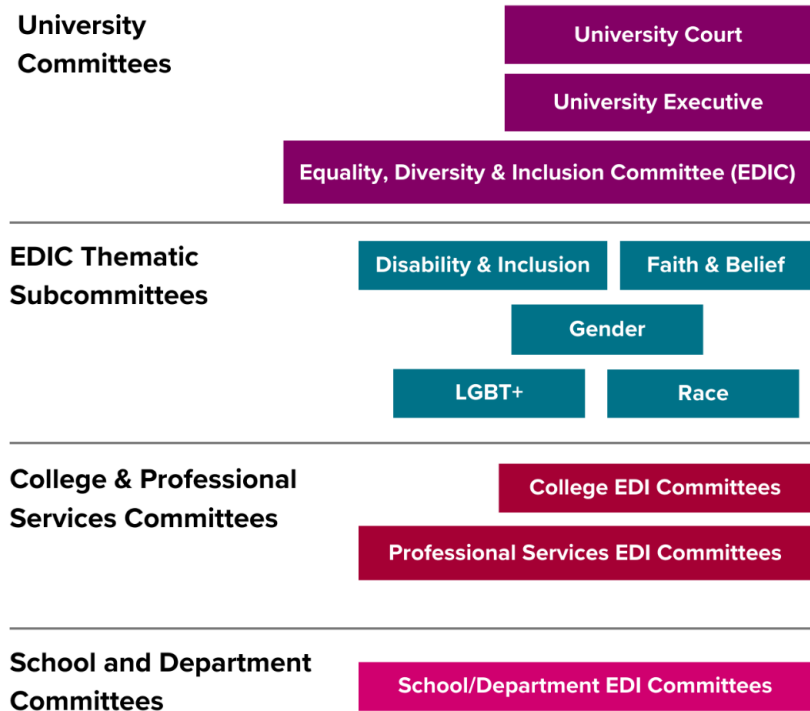 University
Committees
University Court
University Executive
Equality, Diversity & Inclusion Committee (EDIC)
EDIC Thematic
Subcommittees
Disability & Inclusion
Faith & Belief
Gender
LGBT+
Race
College & Professional
Services Committees
College EDI Committees
Professional Services EDI Committees
School and Department
Committees
School/Department EDI Committees